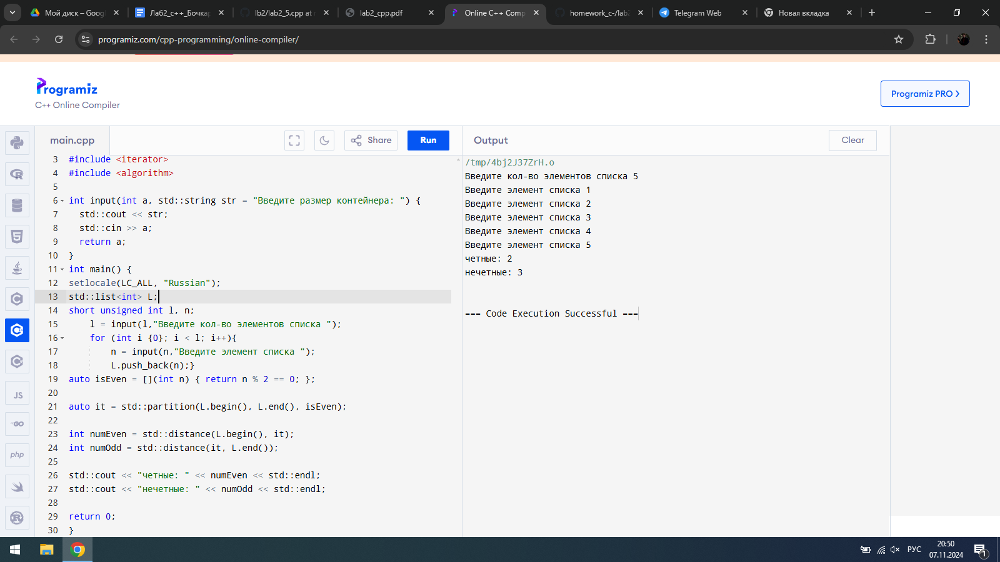 Мой диск – Googl
Лаб2_с++_Бочкар
lb2/lab2_5.cpp at r
lab2_cpp.pdf
Online C++ Comp
homework_c-/lab2
Telegram Web
Новая вкладка
programiz.com/cpp-programming/online-compiler/
Programiz
C++ Online Compiler
Programiz PRO ❯
main.cpp
Share
Run
Output
Clear
3 #include <iterator>
4 #include <algorithm>
5
6 int input(int a, std::string str = "Введите размер контейнера: ") {
7 std::cout << str;
8 std::cin >> a;
9 return a;
10 }
11 int main() {
12 setlocale(LC_ALL, "Russian");
13 std::list<int> L;
14 short unsigned int l, n;
15 l = input(l,"Введите кол-во элементов списка ");
16 for (int i {0}; i < l; i++){
17 n = input(n,"Введите элемент списка ");
18 L.push_back(n);}
19 auto isEven = [](int n) { return n % 2 == 0; };
20
21 auto it = std::partition(L.begin(), L.end(), isEven);
22
23 int numEven = std::distance(L.begin(), it);
24 int numOdd = std::distance(it, L.end());
25
26 std::cout << "четные: " << numEven << std::endl;
27 std::cout << "нечетные: " << numOdd << std::endl;
28
29 return 0;
30 }
/tmp/4bj2J37ZrH.o
Введите кол-во элементов списка 5
Введите элемент списка 1
Введите элемент списка 2
Введите элемент списка 3
Введите элемент списка 4
Введите элемент списка 5
четные: 2
нечетные: 3
=== Code Execution Successful ===
JS
GO
php
РУС
20:50
07.11.2024
1